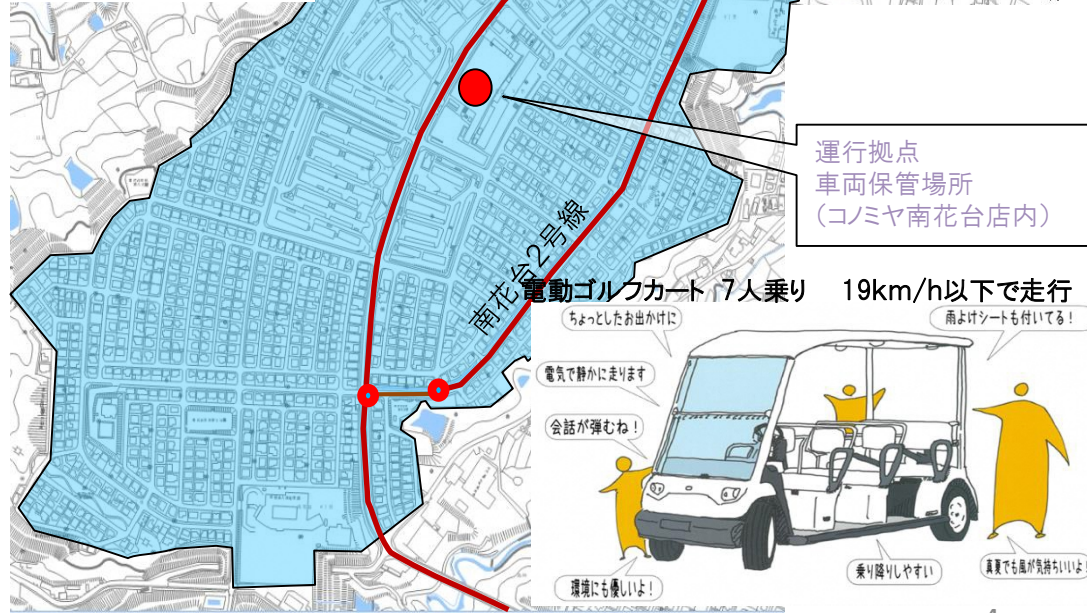 運行拠点
車両保管場所
（コノミヤ南花台店内）
南花台2号線
電動ゴルフカート 7人乗り　19km/h以下で走行
ちょっとしたお出かけに
雨よけシートも付いてる！
電気で静かに走ります
会話が弾むね！
環境にも優しいよ！
乗り降りしやすい
真夏でも風が気持ちいいよ！